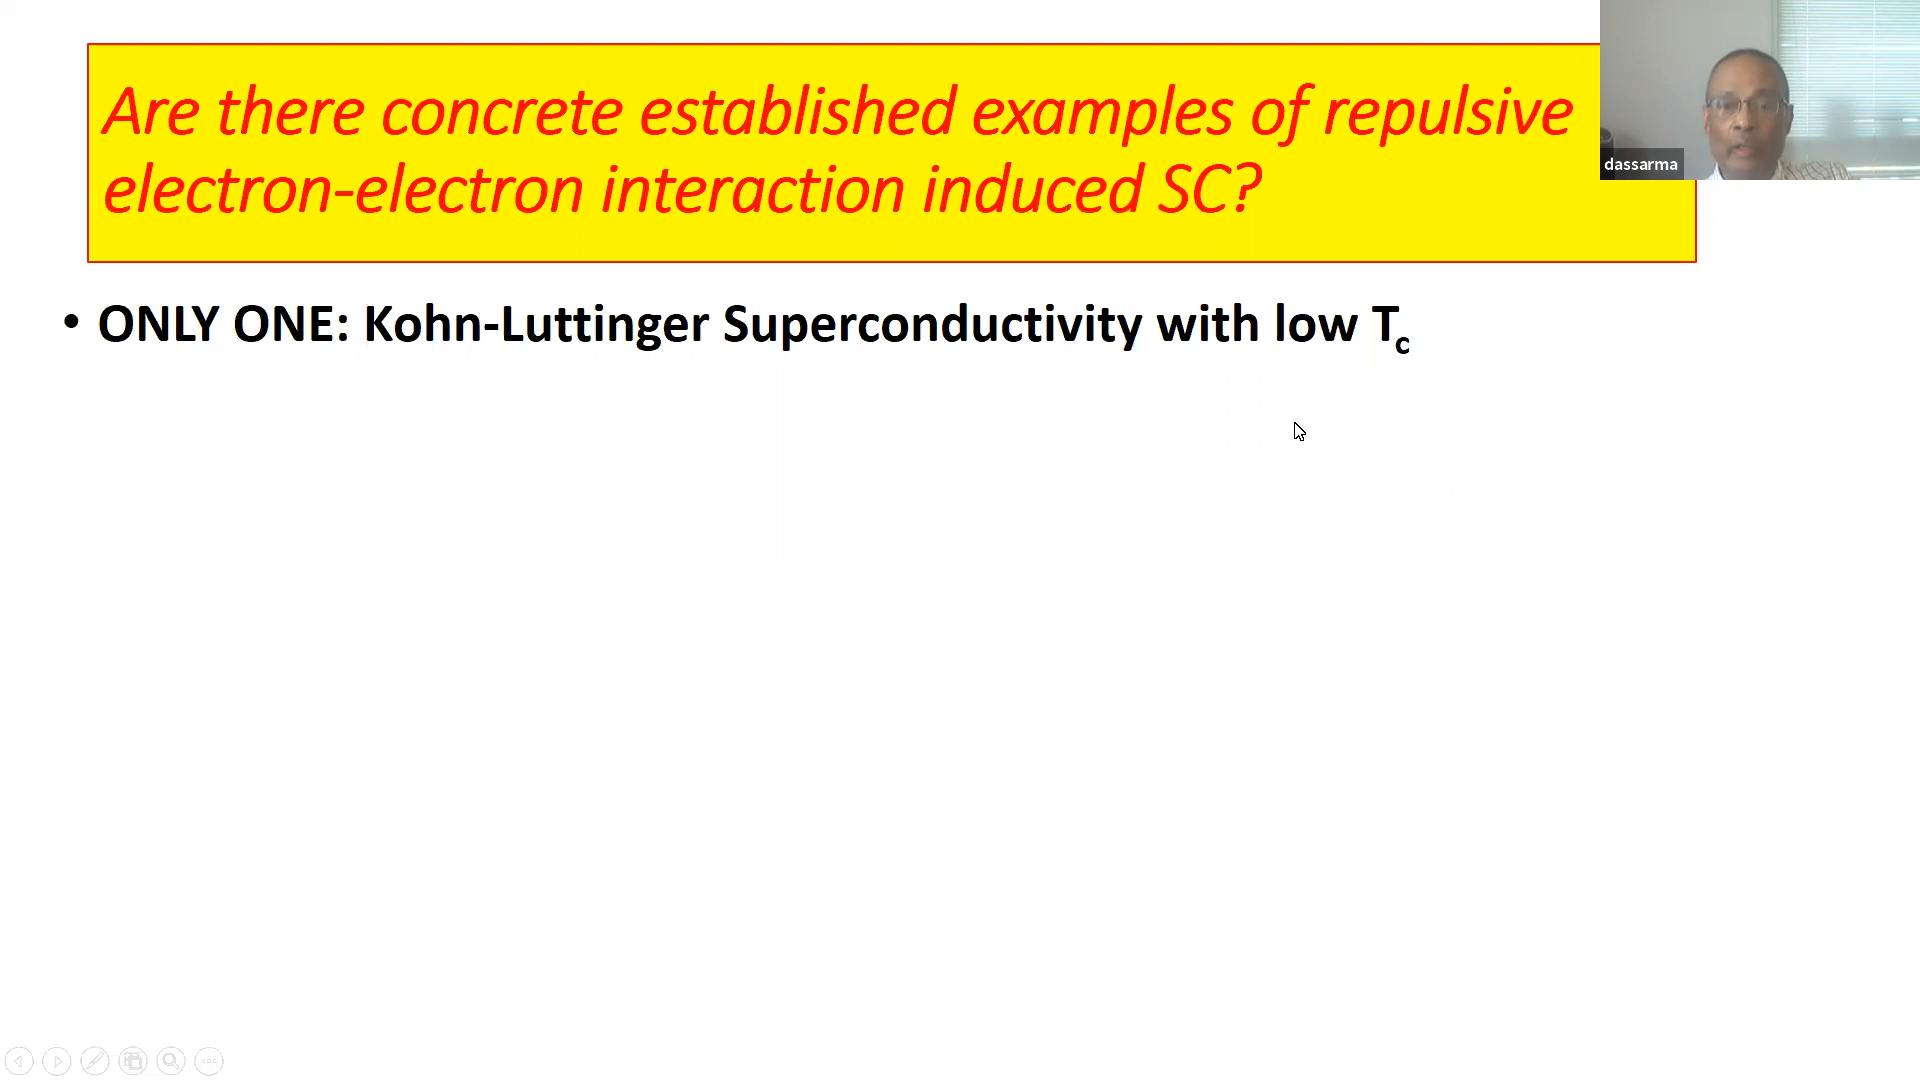 Are there concrete established examples of repulsive
electron-electron interaction induced SC?
dassarma
• ONLY ONE: Kohn-Luttinger Superconductivity with low Tc